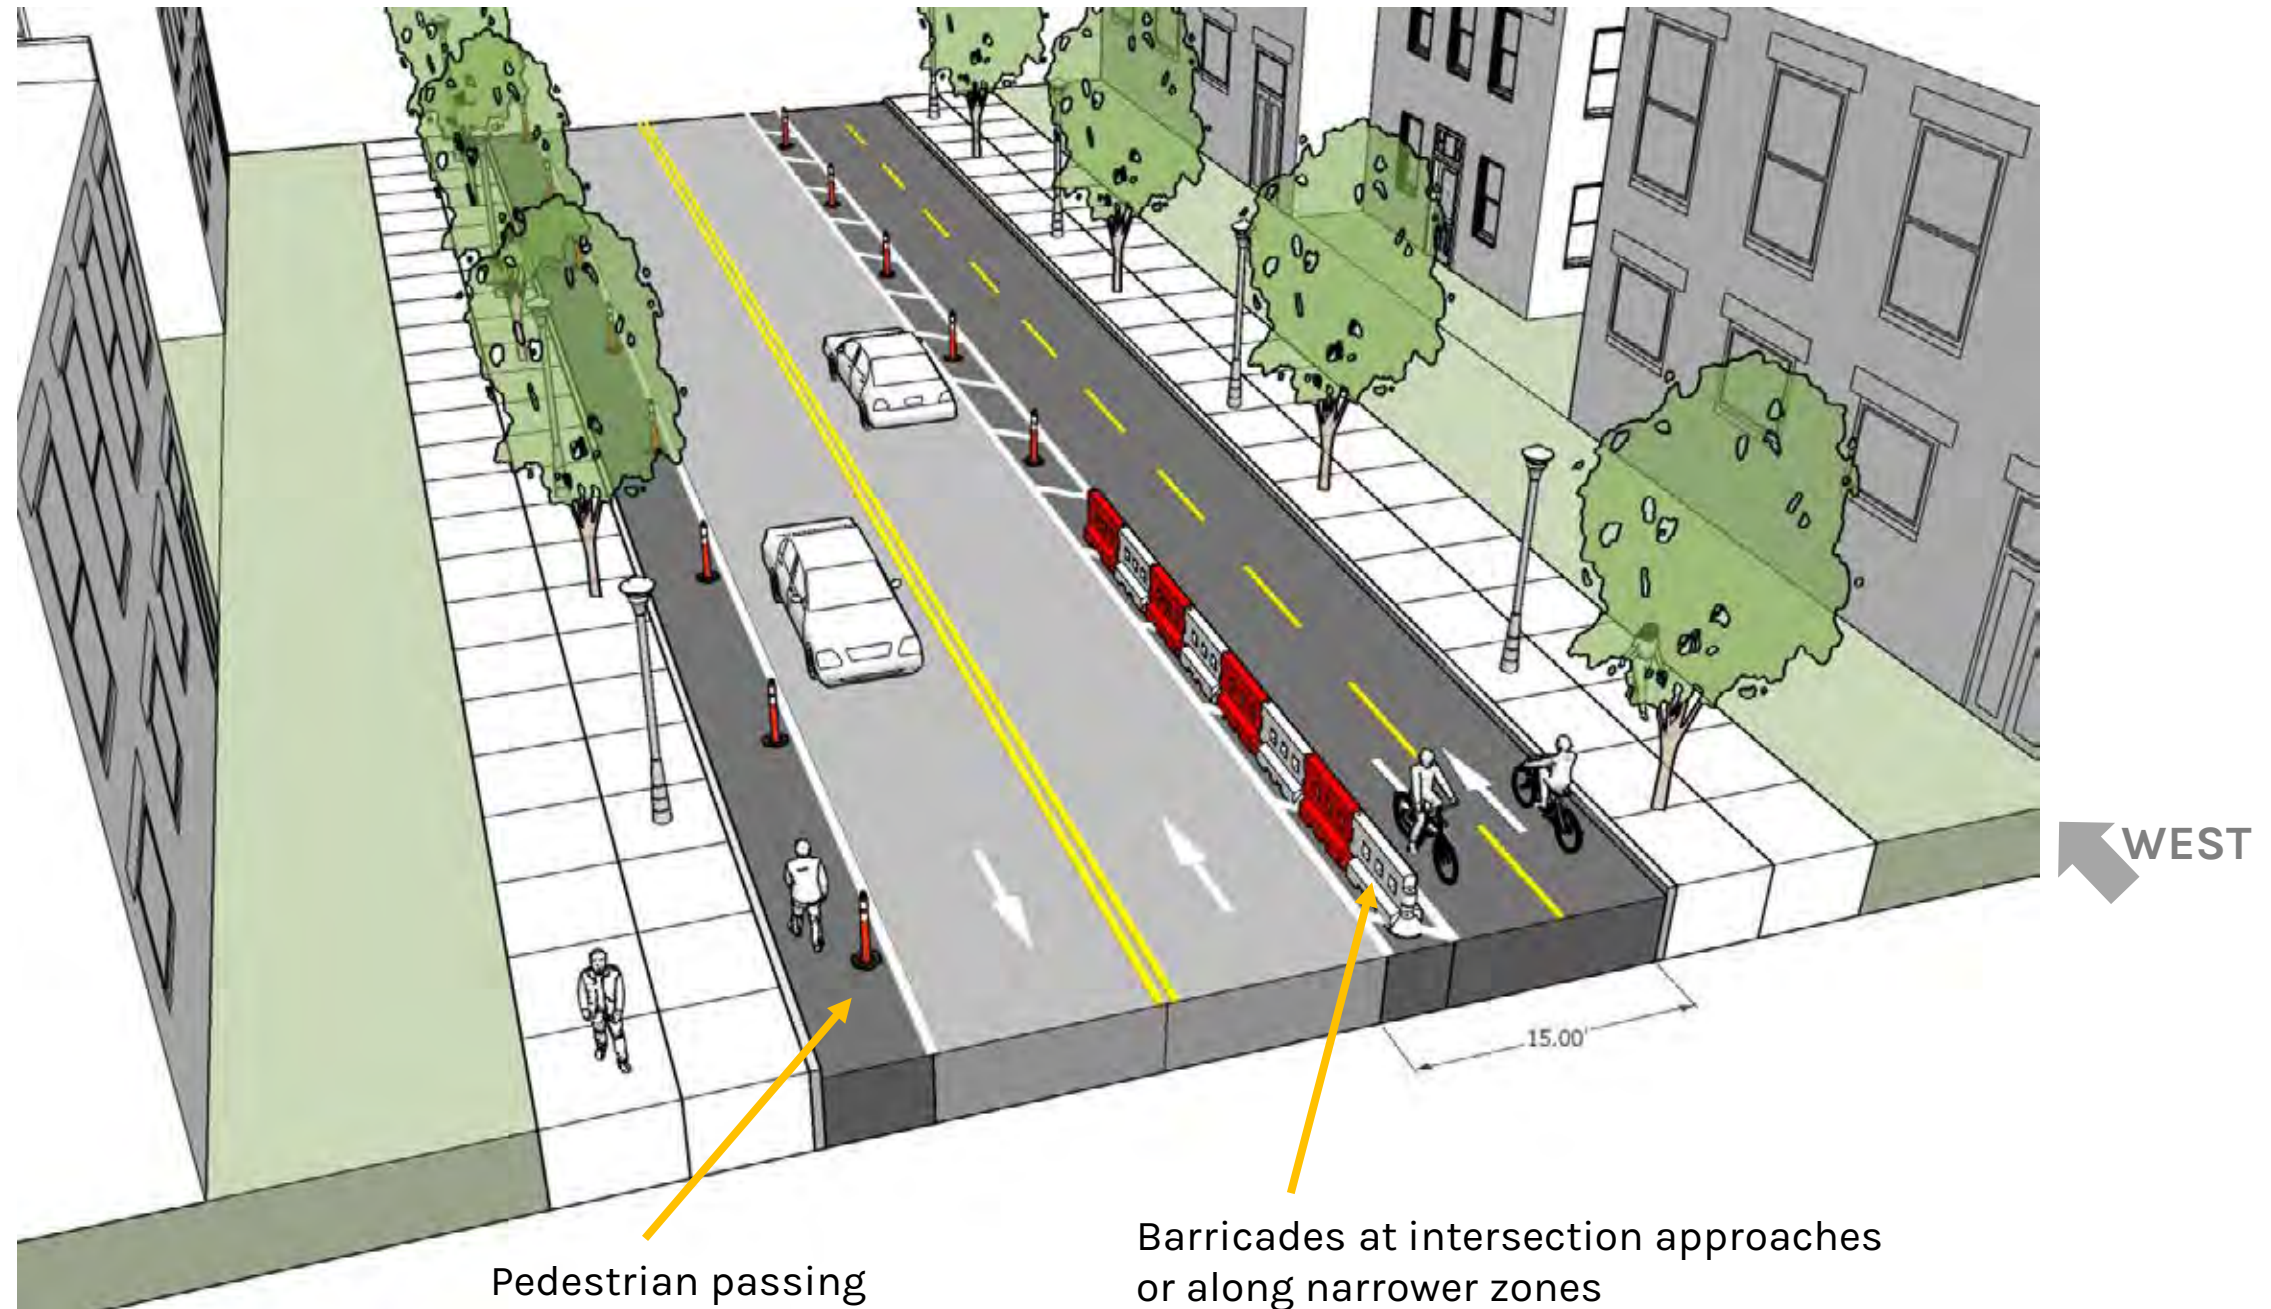 WEST
15.00'
Pedestrian passing
Barricades at intersection approaches
or along narrower zones